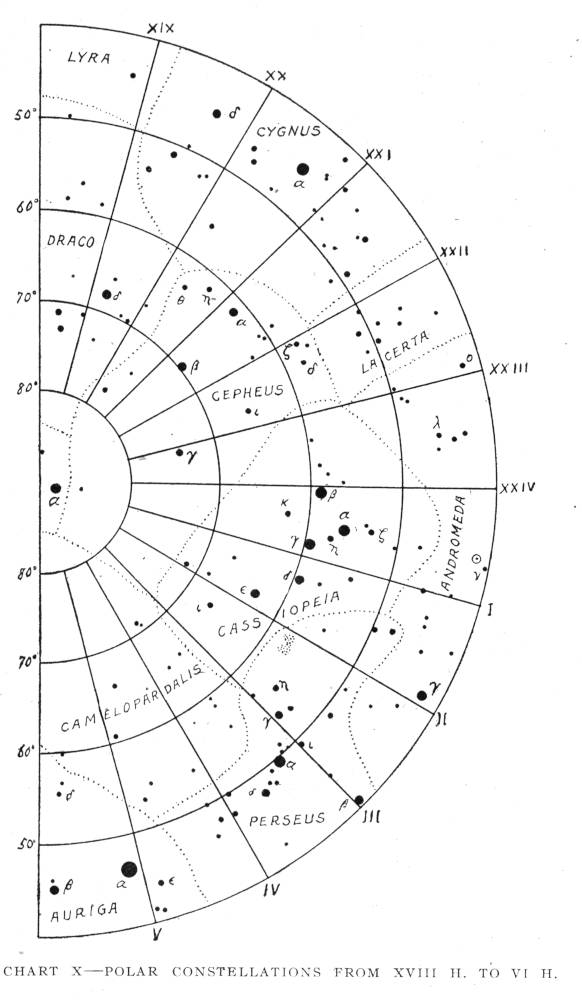 XIX
LYRA
XX
δ
CYGNUS
50°
XXI
α
60°
DRACO
XXII
70°
δ
θ
η
α
LACERTA
ζ
δ
ο
β
XXIII
80°
CEPHEUS
ι
λ
γ
α
XXIV
β
κ
α
ζ
γ
η
ANDROMEDA
ν
80°
δ
ε
I
ι
CASSIOPEIA
70°
η
γ
γ
CAMELOPARDALIS
II
ι
60°
α
δ
δ
β
PERSEUS
III
50°
β
α
ε
IV
AURIGA
V
CHART X—POLAR CONSTELLATIONS FROM XVIII H. TO VI H.